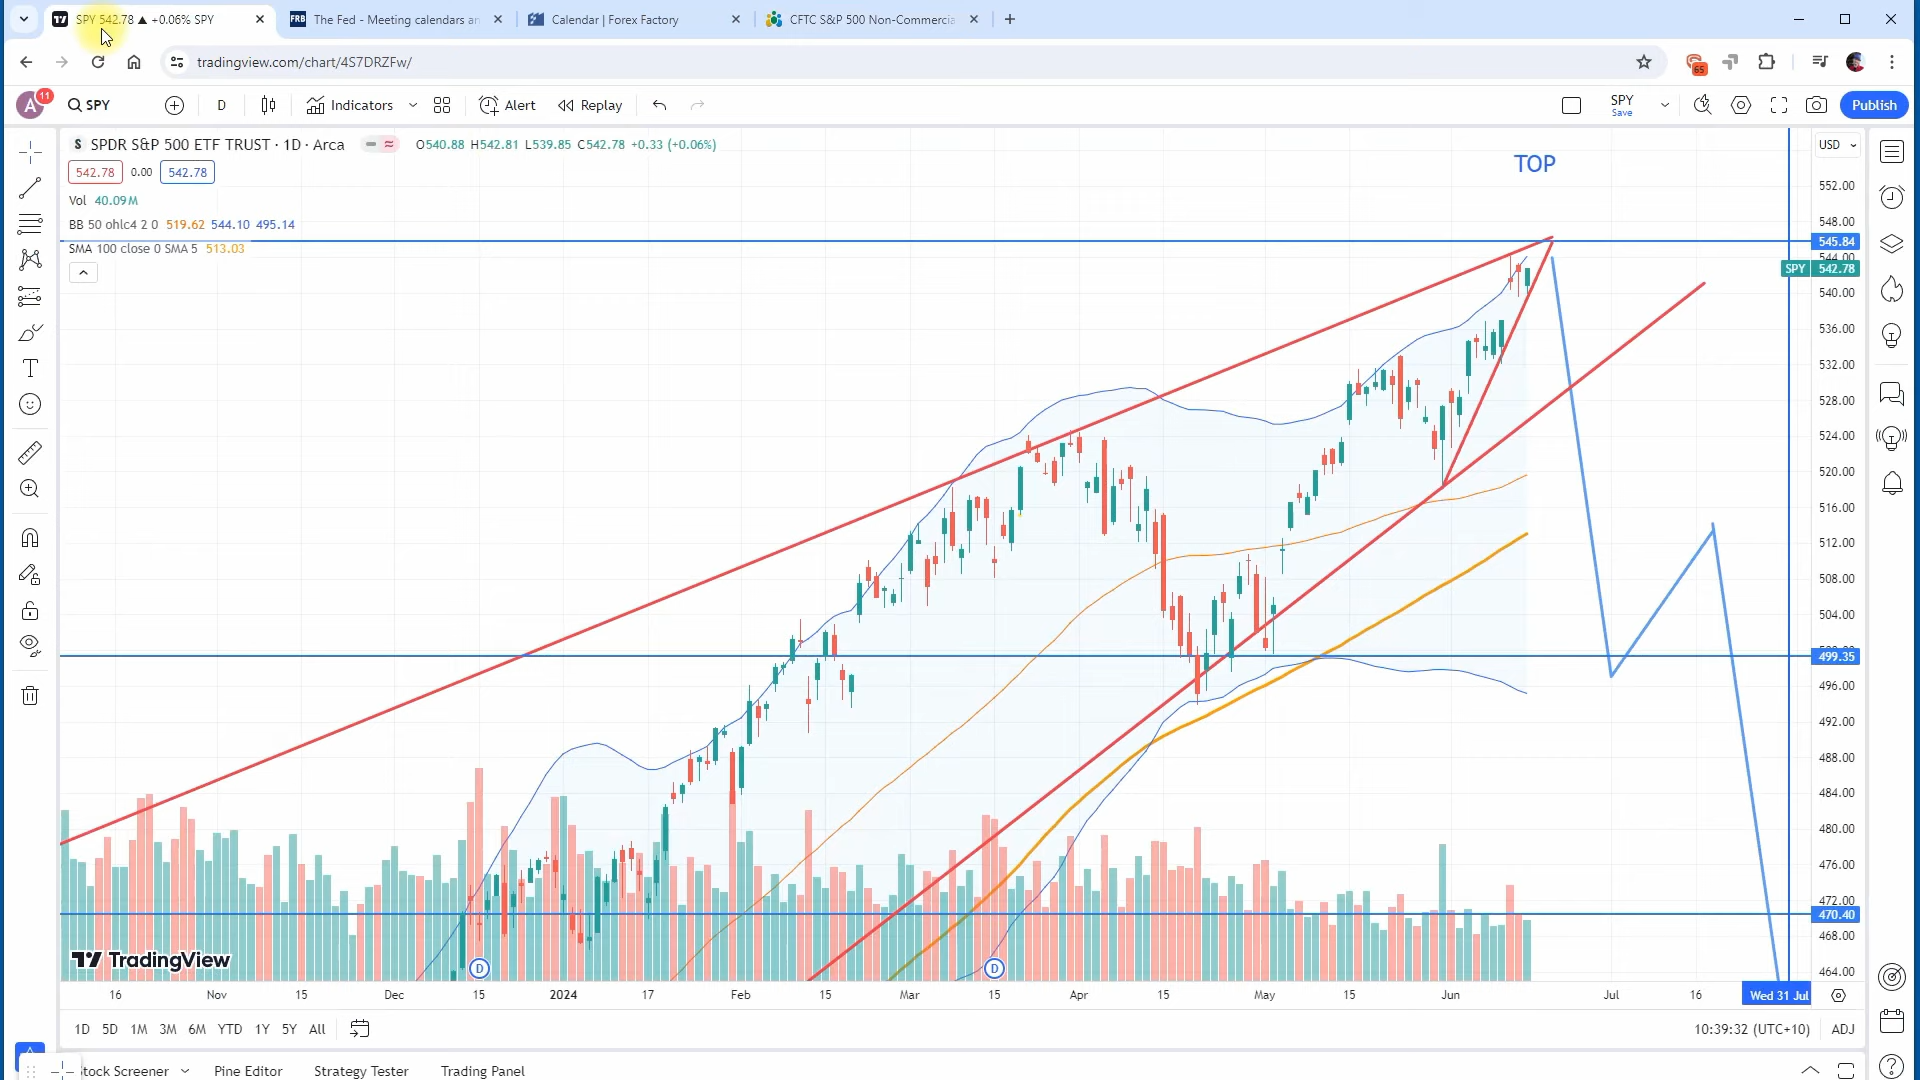 SPY 542.78 ▲ +0.06% SPY
The Fed - Meeting calendars an
Calendar | Forex Factory
CFTC S&P 500 Non-Commercia
tradingview.com/chart/4S7DRZFw/
65
A
11
SPY
D
Indicators
Alert
Replay
SPY
Save
Publish
SPDR S&P 500 ETF TRUST · 1D · Arca
O540.88 H542.81 L539.85 C542.78 +0.33 (+0.06%)
542.78 0.00 542.78
Vol 40.09M
BB 50 ohlc4 2 0 519.62 544.10 495.14
SMA 100 close 0 SMA 5 513.03
TOP
USD
552.00
548.00
545.84
544.00
SPY 542.78
540.00
536.00
532.00
528.00
524.00
520.00
516.00
512.00
508.00
504.00
499.35
496.00
492.00
488.00
484.00
480.00
476.00
472.00
470.40
468.00
464.00
TradingView
D
D
16 Nov 15 Dec 15 2024 17 Feb 15 Mar 15 Apr 15 May 15 Jun Jul 16 Wed 31 Jul
1D 5D 1M 3M 6M YTD 1Y 5Y All
10:39:32 (UTC+10) ADJ
Stock Screener Pine Editor Strategy Tester Trading Panel